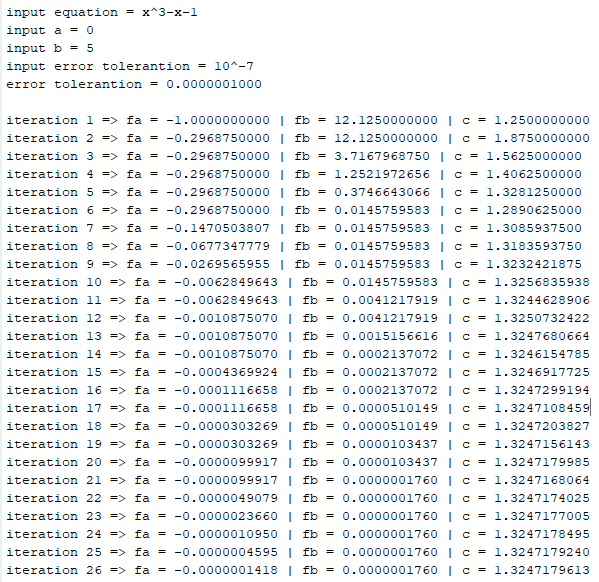 input equation = x^3-x-1
input a = 0
input b = 5
input error tolerantion = 10^-7
error tolerantion = 0.0000001000
iteration 1 => fa = -1.0000000000 | fb = 12.1250000000 | c = 1.2500000000
iteration 2 => fa = -0.2968750000 | fb = 12.1250000000 | c = 1.8750000000
iteration 3 => fa = -0.2968750000 | fb = 3.7167968750 | c = 1.5625000000
iteration 4 => fa = -0.2968750000 | fb = 1.2521972656 | c = 1.4062500000
iteration 5 => fa = -0.2968750000 | fb = 0.3746643066 | c = 1.3281250000
iteration 6 => fa = -0.2968750000 | fb = 0.0145759583 | c = 1.2890625000
iteration 7 => fa = -0.1470503807 | fb = 0.0145759583 | c = 1.3085937500
iteration 8 => fa = -0.0677347779 | fb = 0.0145759583 | c = 1.3183593750
iteration 9 => fa = -0.0269565955 | fb = 0.0145759583 | c = 1.3232421875
iteration 10 => fa = -0.0062849643 | fb = 0.0145759583 | c = 1.3256835938
iteration 11 => fa = -0.0062849643 | fb = 0.0041217919 | c = 1.3244628906
iteration 12 => fa = -0.0010875070 | fb = 0.0041217919 | c = 1.3250732422
iteration 13 => fa = -0.0010875070 | fb = 0.0015156616 | c = 1.3247680664
iteration 14 => fa = -0.0010875070 | fb = 0.0002137072 | c = 1.3246154785
iteration 15 => fa = -0.0004369924 | fb = 0.0002137072 | c = 1.3246917725
iteration 16 => fa = -0.0001116658 | fb = 0.0002137072 | c = 1.3247299194
iteration 17 => fa = -0.0001116658 | fb = 0.0000510149 | c = 1.3247108459
iteration 18 => fa = -0.0000303269 | fb = 0.0000510149 | c = 1.3247203827
iteration 19 => fa = -0.0000303269 | fb = 0.0000103437 | c = 1.3247156143
iteration 20 => fa = -0.0000099917 | fb = 0.0000103437 | c = 1.3247179985
iteration 21 => fa = -0.0000099917 | fb = 0.0000001760 | c = 1.3247168064
iteration 22 => fa = -0.0000049079 | fb = 0.0000001760 | c = 1.3247174025
iteration 23 => fa = -0.0000023660 | fb = 0.0000001760 | c = 1.3247177005
iteration 24 => fa = -0.0000010950 | fb = 0.0000001760 | c = 1.3247178495
iteration 25 => fa = -0.0000004595 | fb = 0.0000001760 | c = 1.3247179240
iteration 26 => fa = -0.0000001418 | fb = 0.0000001760 | c = 1.3247179613